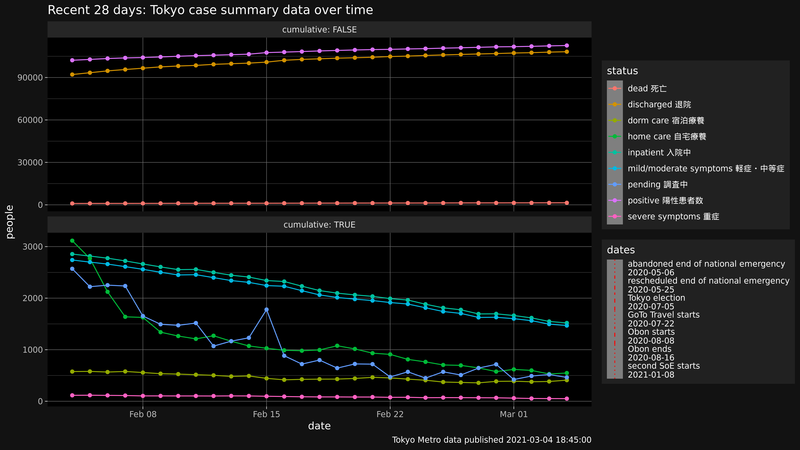 Recent 28 days: Tokyo case summary data over time
cumulative: FALSE
90000
60000
30000
0
cumulative: TRUE
3000
2000
1000
0
people
Feb 08
Feb 15
Feb 22
Mar 01
date
Tokyo Metro data published 2021-03-04 18:45:00
status
dead 死亡
discharged 退院
dorm care 宿泊療養
home care 自宅療養
inpatient 入院中
mild/moderate symptoms 軽症・中等症
pending 調査中
positive 陽性患者数
severe symptoms 重症
dates
abandoned end of national emergency
2020-05-06
rescheduled end of national emergency
2020-05-25
Tokyo election
2020-07-05
GoTo Travel starts
2020-07-22
Obon starts
2020-08-08
Obon ends
2020-08-16
second SoE starts
2021-01-08